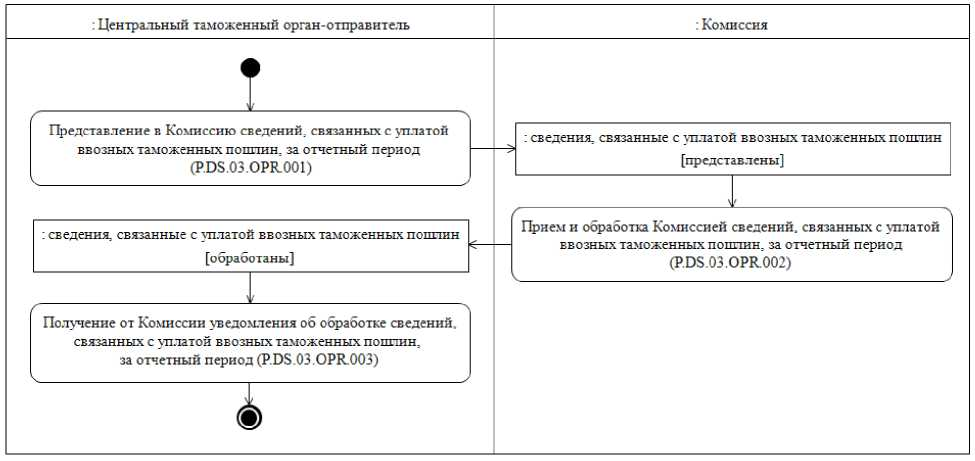 : Центральный таможенный орган-отправитель
: Комиссия
Представление в Комиссию сведений, связанных с уплатой
ввозных таможенных пошлин, за отчетный период
(P.DS.03.OPR.001)
: сведения, связанные с уплатой ввозных таможенных пошлин
[представлены]
Прием и обработка Комиссией сведений, связанных с уплатой
ввозных таможенных пошлин, за отчетный период
(P.DS.03.OPR.002)
: сведения, связанные с уплатой ввозных таможенных пошлин
[обработаны]
Получение от Комиссии уведомления об обработке сведений,
связанных с уплатой ввозных таможенных пошлин,
за отчетный период (P.DS.03.OPR.003)